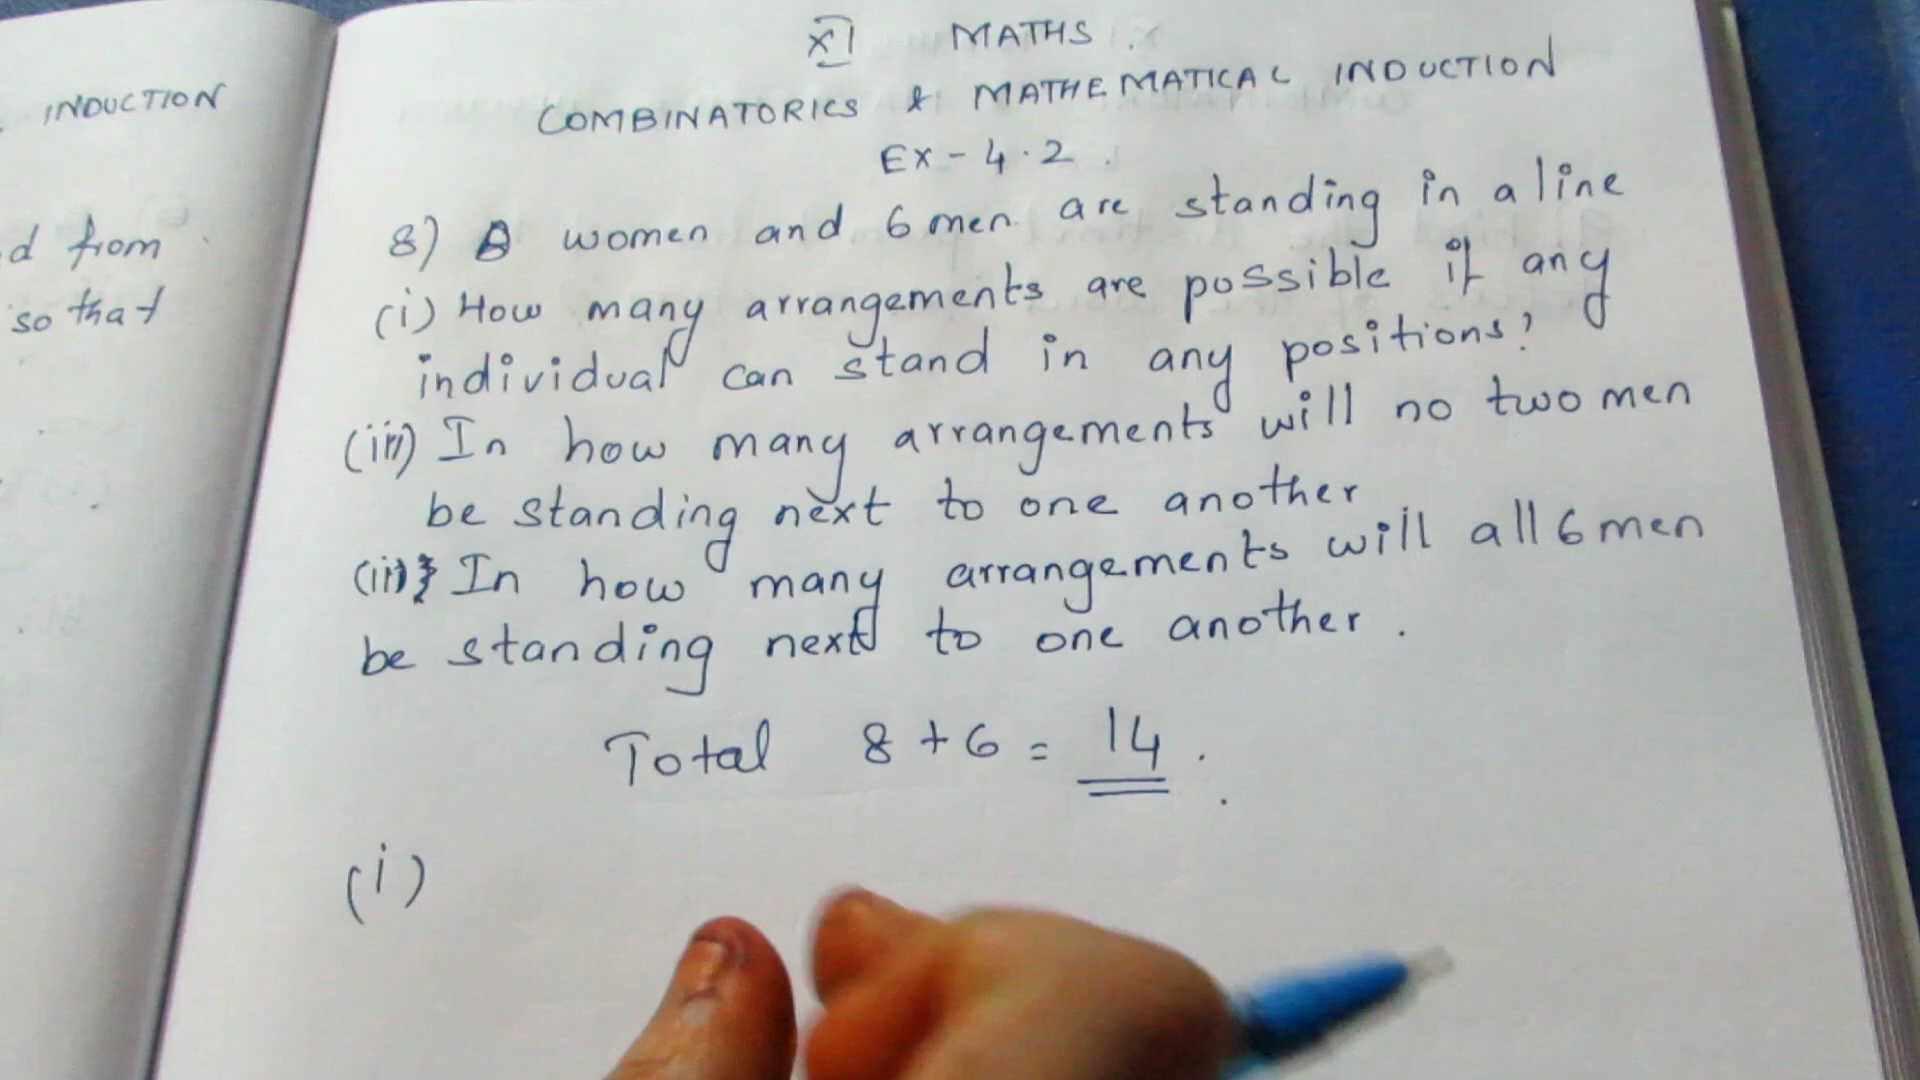 INDUCTION
d from
so that
XI MATHS
COMBINATORICS & MATHEMATICAL INDUCTION
EX - 4.2
8) 8 women and 6 men are standing in a line
(i) How many arrangements are possible if any
individual can stand in any positions?
(iii) In how many arrangements will no two men
be standing next to one another
(ii) In how many arrangements will all 6 men
be standing next to one another.
Total 8 + 6 = 14.
(i)